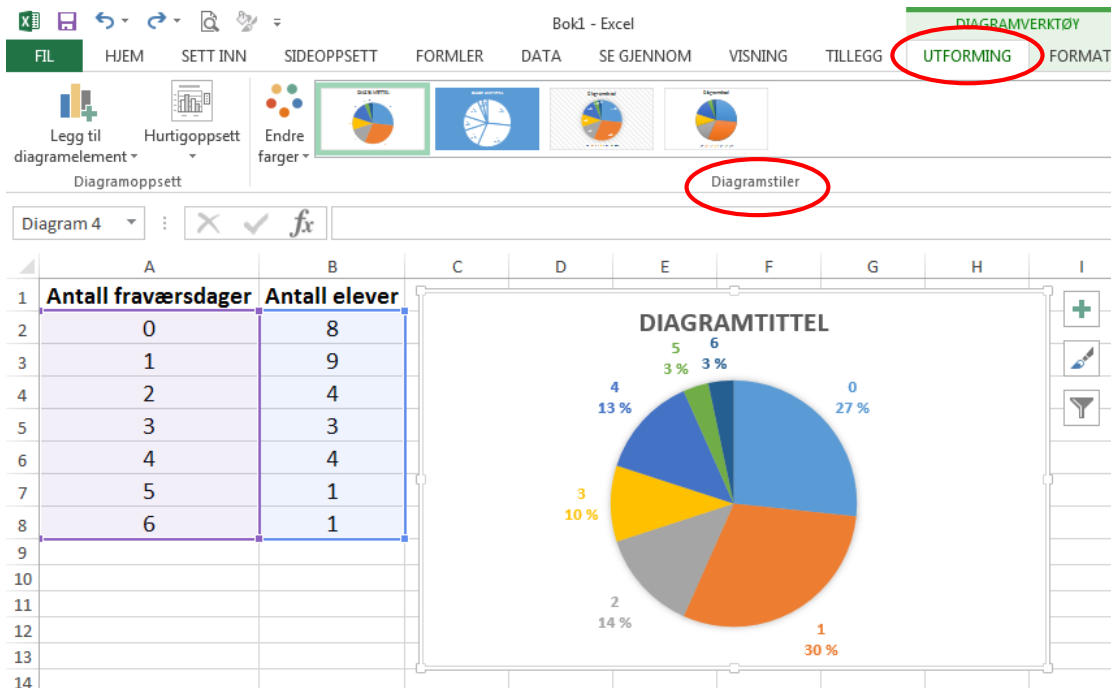 Bok1 - Excel
DIAGRAMVERKTØY
FIL HJEM SETT INN SIDEOPPSETT FORMLER DATA SE GJENNOM VISNING TILLEGG UTFORMING FORMAT
Legg til diagramelement
Hurtigoppsett
Endre farger
Diagramoppsett
Diagramstiler
Diagram 4
fx
A B C D E F G H I
1 Antall fraværsdager Antall elever
2 0 8
3 1 9
4 2 4
5 3 3
6 4 4
7 5 1
8 6 1
9
10
11
12
13
14
DIAGRAMTITTEL
5
3 %
6
3 %
4
13 %
0
27 %
3
10 %
2
14 %
1
30 %